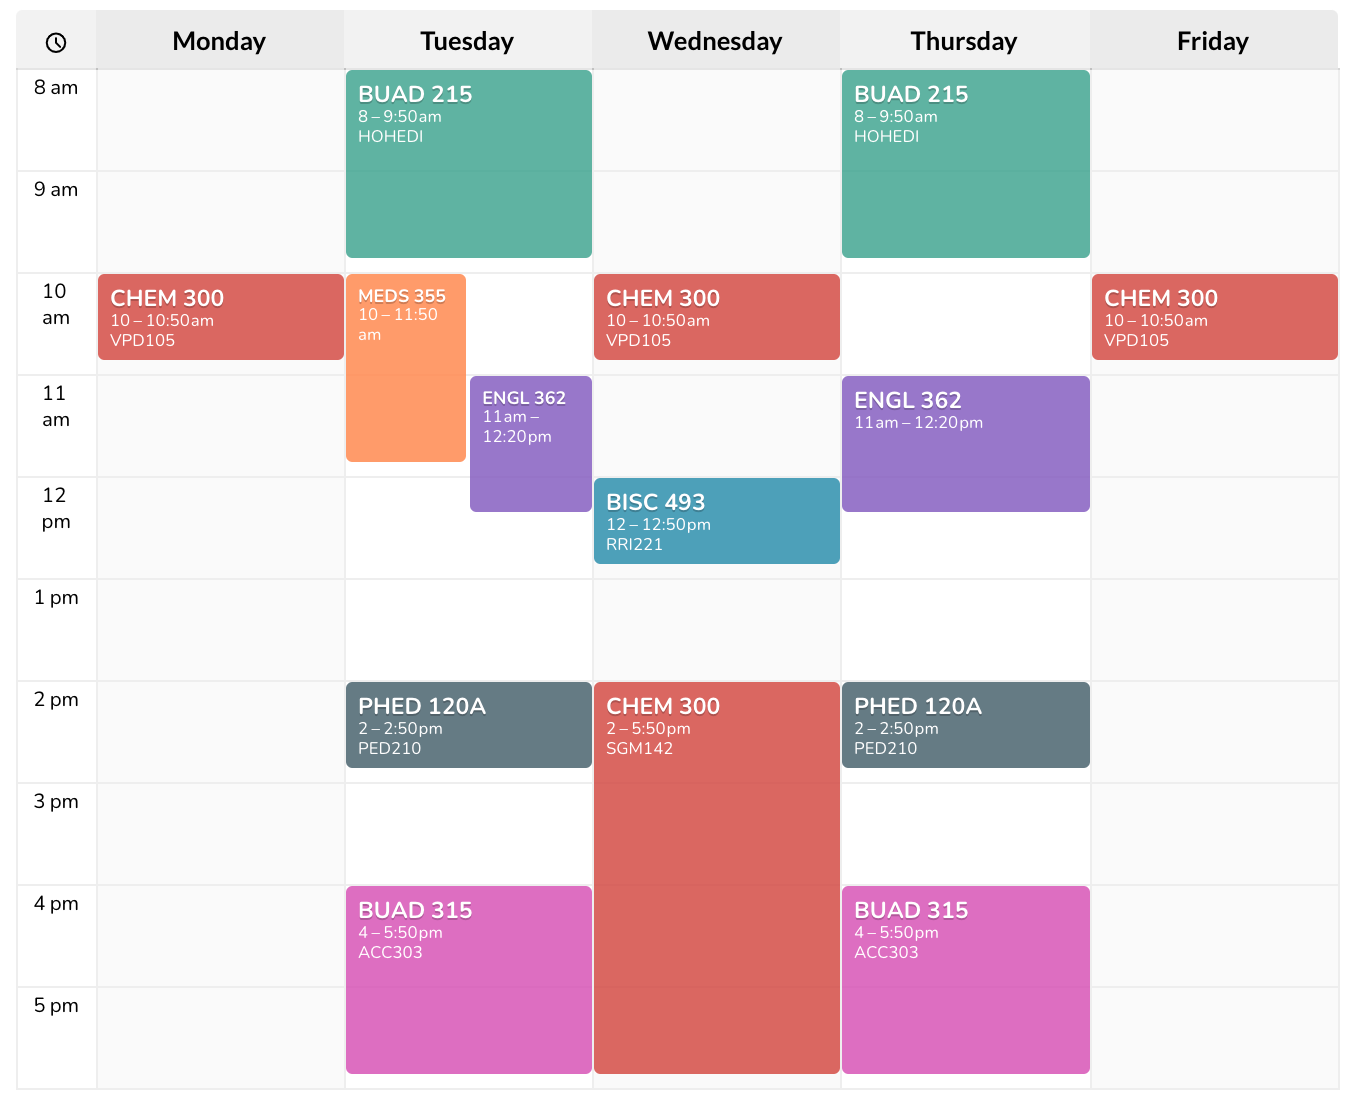 Monday Tuesday Wednesday Thursday Friday
8 am
BUAD 215
8 – 9:50am
HOHEDI
BUAD 215
8 – 9:50am
HOHEDI
9 am
10
am
CHEM 300
10 – 10:50am
VPD105
MEDS 355
10 – 11:50
am
CHEM 300
10 – 10:50am
VPD105
CHEM 300
10 – 10:50am
VPD105
11
am
ENGL 362
11am –
12:20pm
ENGL 362
11am – 12:20pm
12
pm
BISC 493
12 – 12:50pm
RRI221
1 pm
2 pm
PHED 120A
2 – 2:50pm
PED210
CHEM 300
2 – 5:50pm
SGM142
PHED 120A
2 – 2:50pm
PED210
3 pm
4 pm
BUAD 315
4 – 5:50pm
ACC303
BUAD 315
4 – 5:50pm
ACC303
5 pm